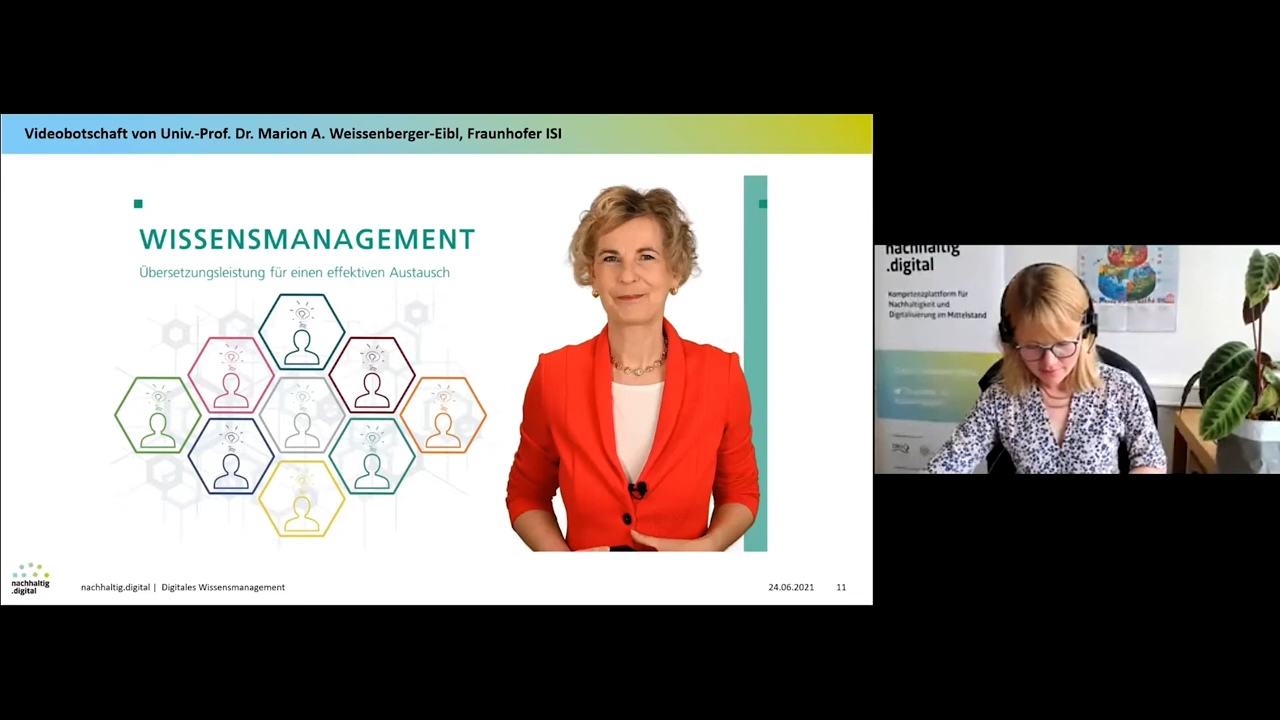 Videobotschaft von Univ.-Prof. Dr. Marion A. Weissenberger-Eibl, Fraunhofer ISI
WISSENSMANAGEMENT
Übersetzungsleistung für einen effektiven Austausch
nachhaltig
.digital
nachhaltig.digital | Digitales Wissensmanagement
24.06.2021
11
nachhaltig
.digital
Kompetenzplattform für
Nachhaltigkeit und
Digitalisierung im Mittelstand